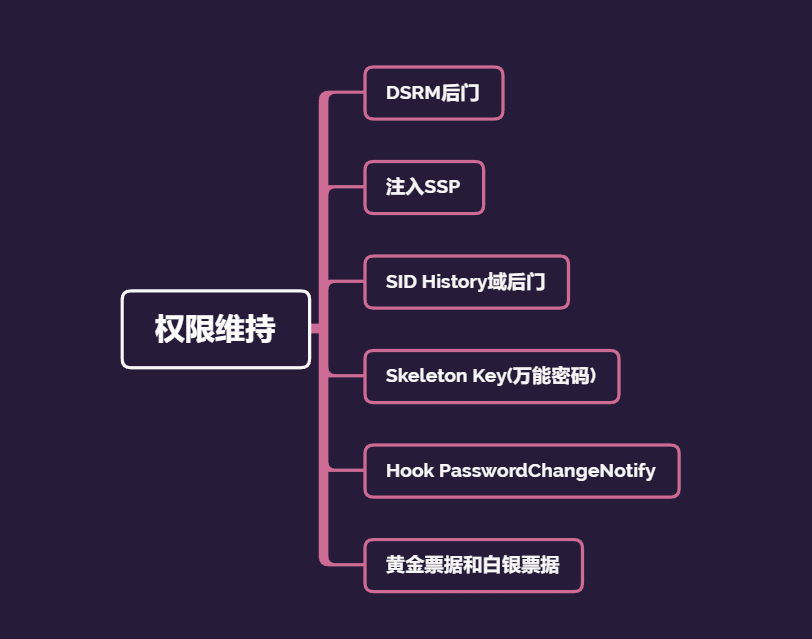 DSRM后门
注入SSP
SID History域后门
权限维持
Skeleton Key(万能密码)
Hook PasswordChangeNotify
黄金票据和白银票据